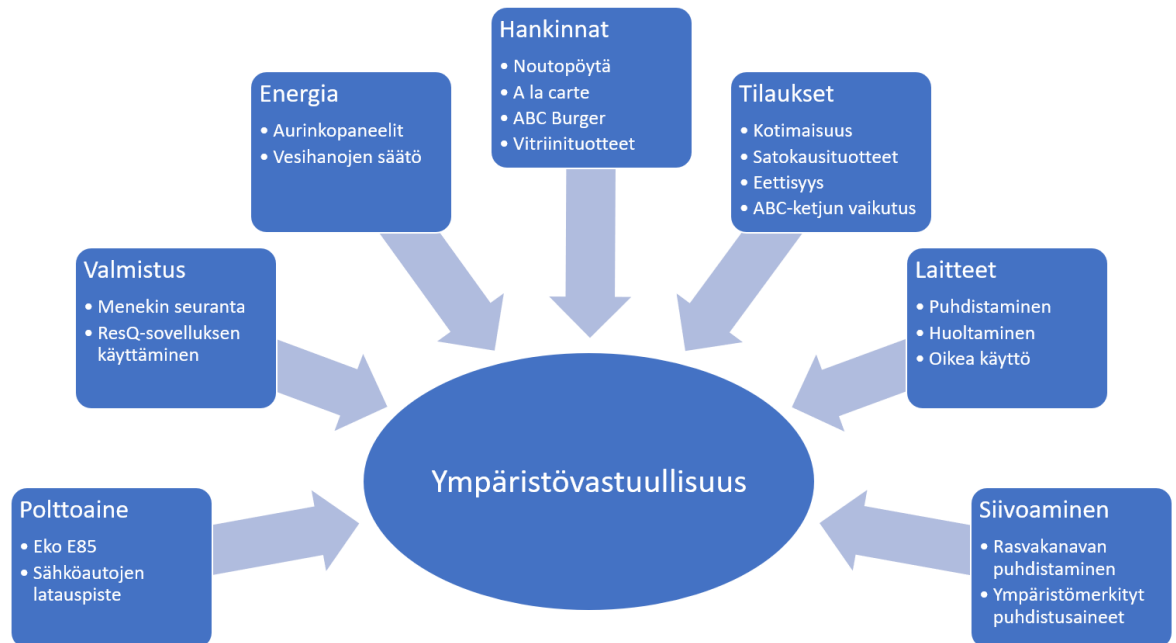 Hankinnat
• Noutopöytä
• A la carte
• ABC Burger
• Vitriinituotteet
Energia
• Aurinkopaneelit
• Vesihanojen säätö
Tilaukset
• Kotimaisuus
• Satokausituotteet
• Eettisyys
• ABC-ketjun vaikutus
Valmistus
• Menekin seuranta
• ResQ-sovelluksen
käyttäminen
Laitteet
• Puhdistaminen
• Huoltaminen
• Oikea käyttö
Ympäristövastuullisuus
Polttoaine
• Eko E85
• Sähköautojen
latauspiste
Siivoaminen
• Rasvakanavan
puhdistaminen
• Ympäristömerkityt
puhdistusaineet